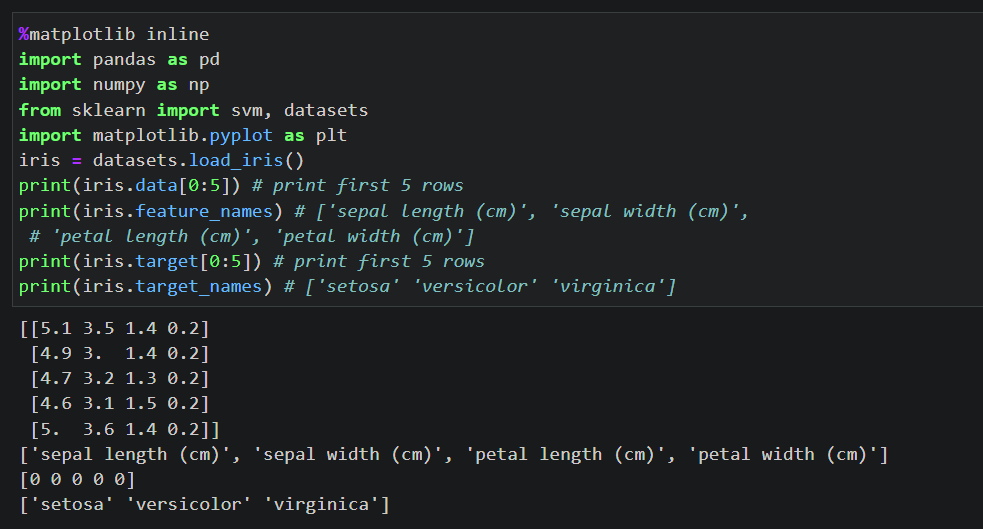 %matplotlib inline
import pandas as pd
import numpy as np
from sklearn import svm, datasets
import matplotlib.pyplot as plt
iris = datasets.load_iris()
print(iris.data[0:5]) # print first 5 rows
print(iris.feature_names) # ['sepal length (cm)', 'sepal width (cm)',
 # 'petal length (cm)', 'petal width (cm)']
print(iris.target[0:5]) # print first 5 rows
print(iris.target_names) # ['setosa' 'versicolor' 'virginica']
[[5.1 3.5 1.4 0.2]
 [4.9 3.  1.4 0.2]
 [4.7 3.2 1.3 0.2]
 [4.6 3.1 1.5 0.2]
 [5.  3.6 1.4 0.2]]
['sepal length (cm)', 'sepal width (cm)', 'petal length (cm)', 'petal width (cm)']
[0 0 0 0 0]
['setosa' 'versicolor' 'virginica']